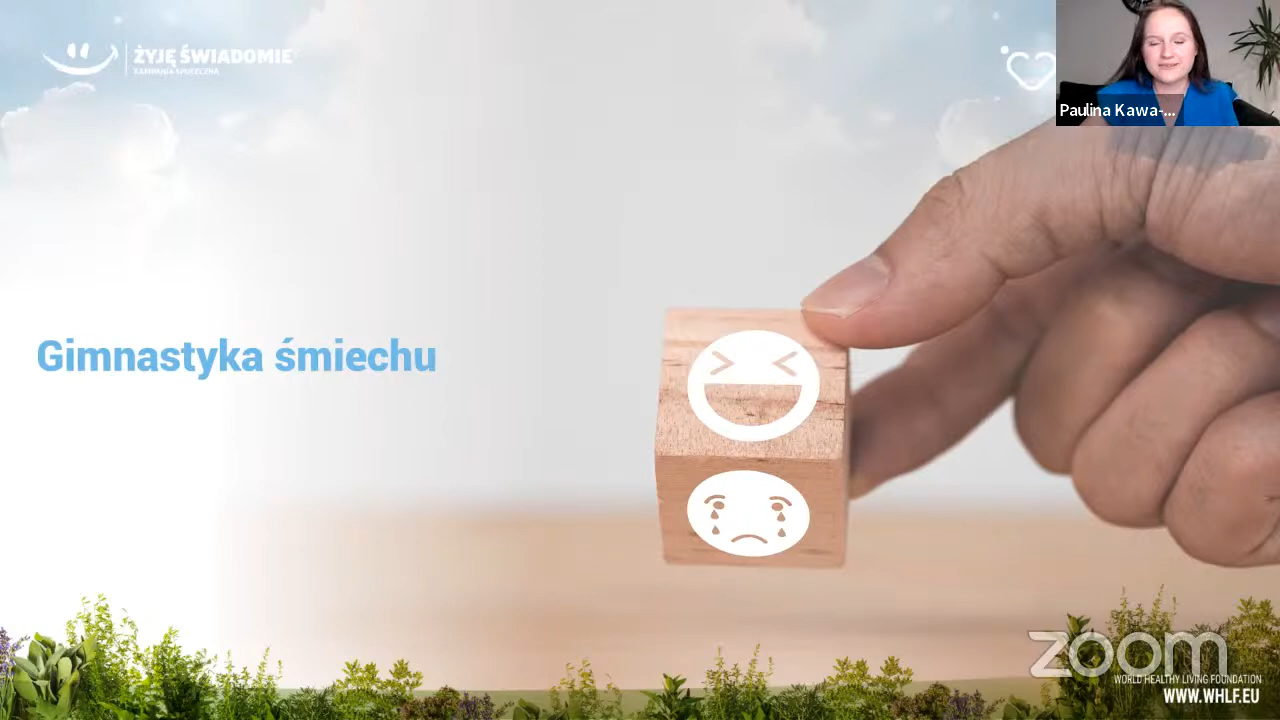 ŻYJĘ ŚWIADOMIE
KAMPANIA SPOŁECZNA
Paulina Kawa-...
Gimnastyka śmiechu
zoom
WORLD HEALTHY LIVING FOUNDATION
WWW.WHLF.EU